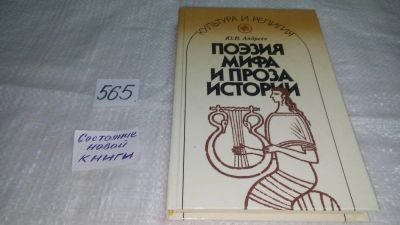 КУЛЬТУРА И РЕЛИГИЯ
Ю.В. Андреев
ПОЭЗИЯ
МИФА
И ПРОЗА
ИСТОРИИ
565
Состояние
новой
книги